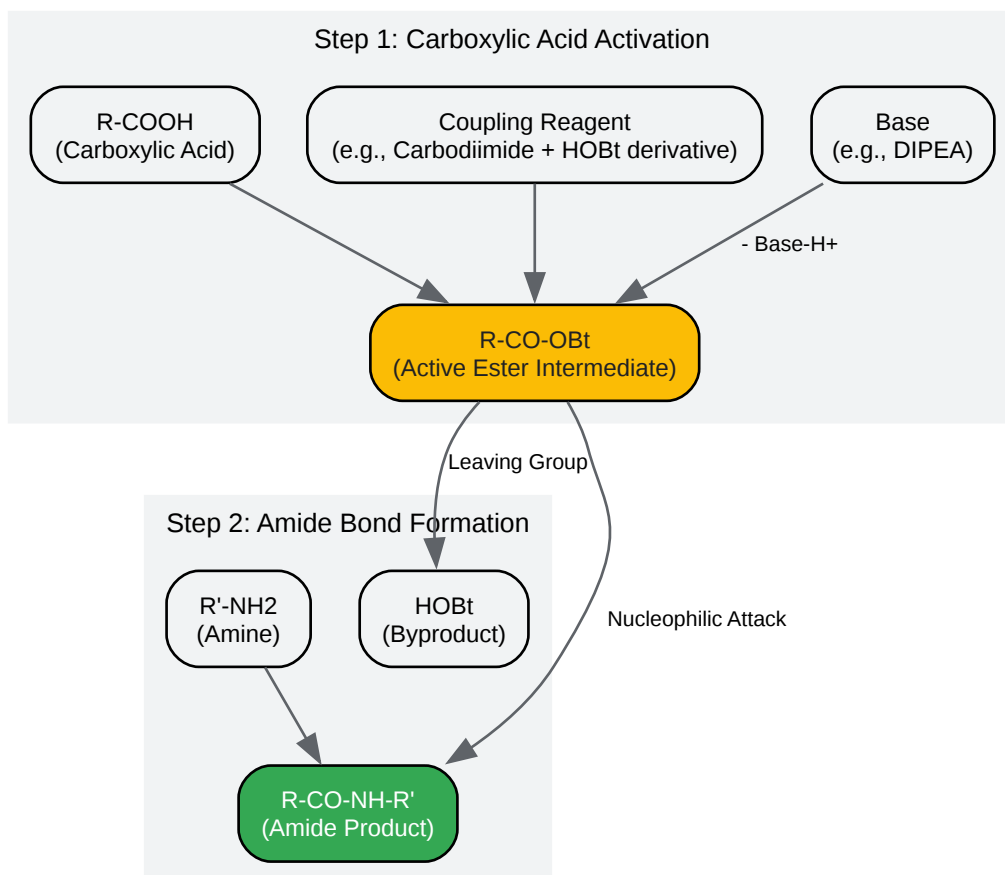 Step 1: Carboxylic Acid Activation
R-COOH
(Carboxylic Acid)
Coupling Reagent
(e.g., Carbodiimide + HOBt derivative)
Base
(e.g., DIPEA)
- Base-H+
R-CO-OBt
(Active Ester Intermediate)
Leaving Group
Step 2: Amide Bond Formation
R'-NH2
(Amine)
HOBt
(Byproduct)
Nucleophilic Attack
R-CO-NH-R'
(Amide Product)